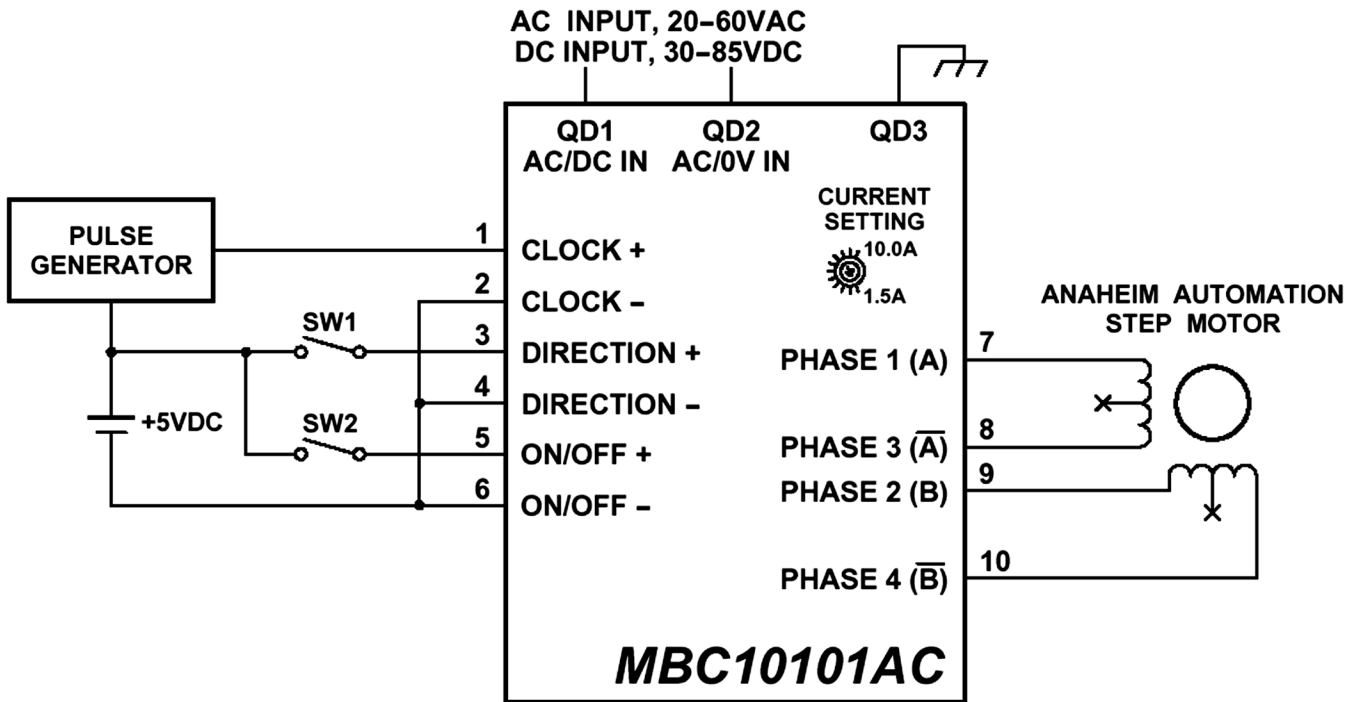 AC INPUT, 20–60VAC
DC INPUT, 30–85VDC
QD1
AC/DC IN
QD2
AC/0V IN
QD3
CURRENT
SETTING
10.0A
1.5A
PULSE
GENERATOR
+5VDC
SW1
SW2
1
CLOCK +
2
CLOCK –
3
DIRECTION +
4
DIRECTION –
5
ON/OFF +
6
ON/OFF –
ANAHEIM AUTOMATION
STEP MOTOR
PHASE 1 (A)
7
PHASE 3 (A̅)
8
PHASE 2 (B)
9
PHASE 4 (B̅)
10
MBC10101AC